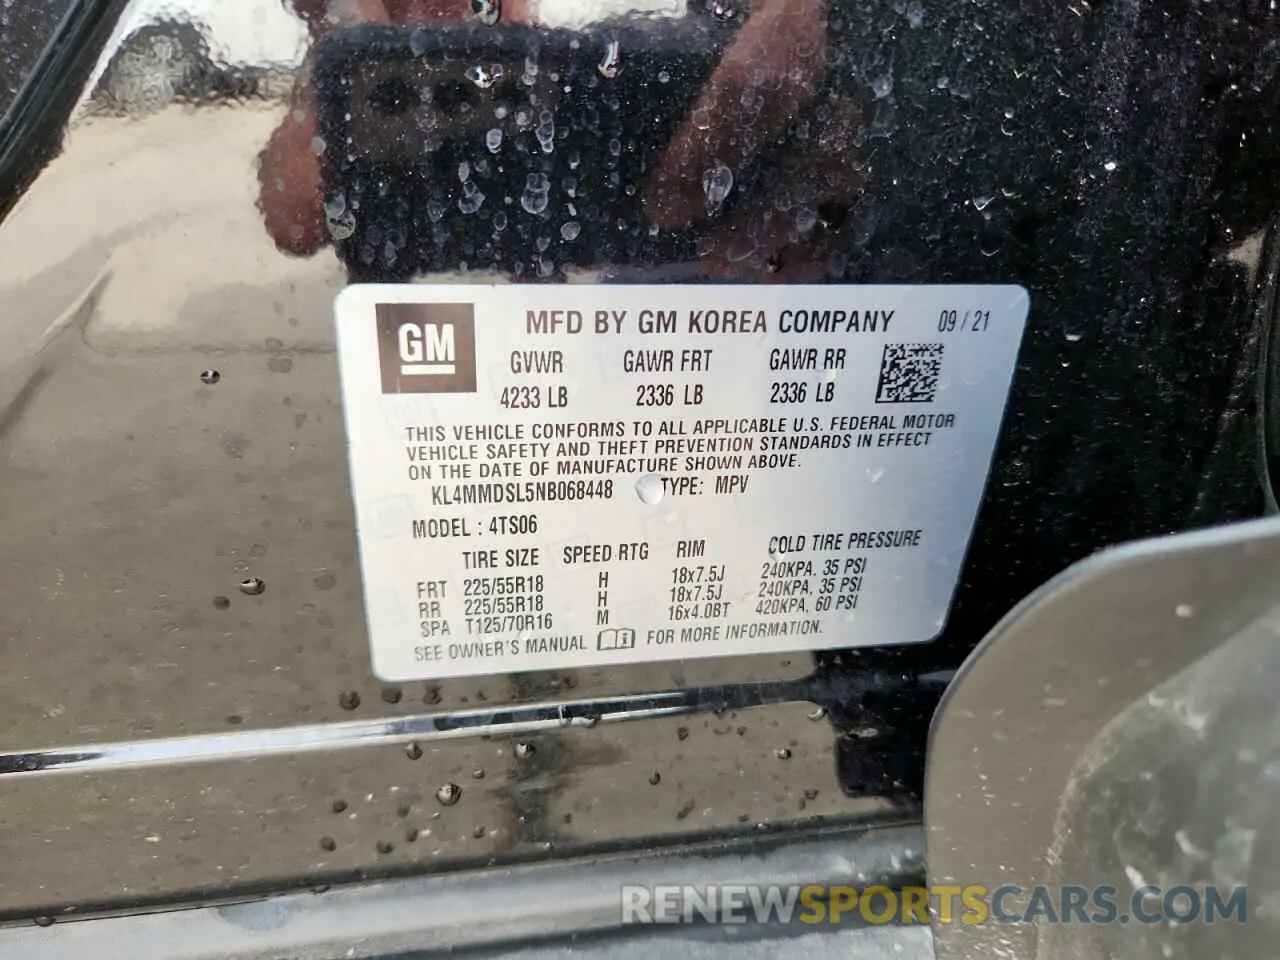 GM
MFD BY GM KOREA COMPANY 09 / 21
GVWR GAWR FRT GAWR RR
4233 LB 2336 LB 2336 LB
THIS VEHICLE CONFORMS TO ALL APPLICABLE U.S. FEDERAL MOTOR
VEHICLE SAFETY AND THEFT PREVENTION STANDARDS IN EFFECT
ON THE DATE OF MANUFACTURE SHOWN ABOVE.
KL4MMDSL5NB068448 TYPE: MPV
MODEL : 4TS06
TIRE SIZE SPEED RTG RIM COLD TIRE PRESSURE
FRT 225/55R18 H 18x7.5J 240KPA, 35 PSI
RR 225/55R18 H 18x7.5J 240KPA, 35 PSI
SPA T125/70R16 M 16x4.0BT 420KPA, 60 PSI
SEE OWNER'S MANUAL FOR MORE INFORMATION.
RENEWSPORTSCARS.COM